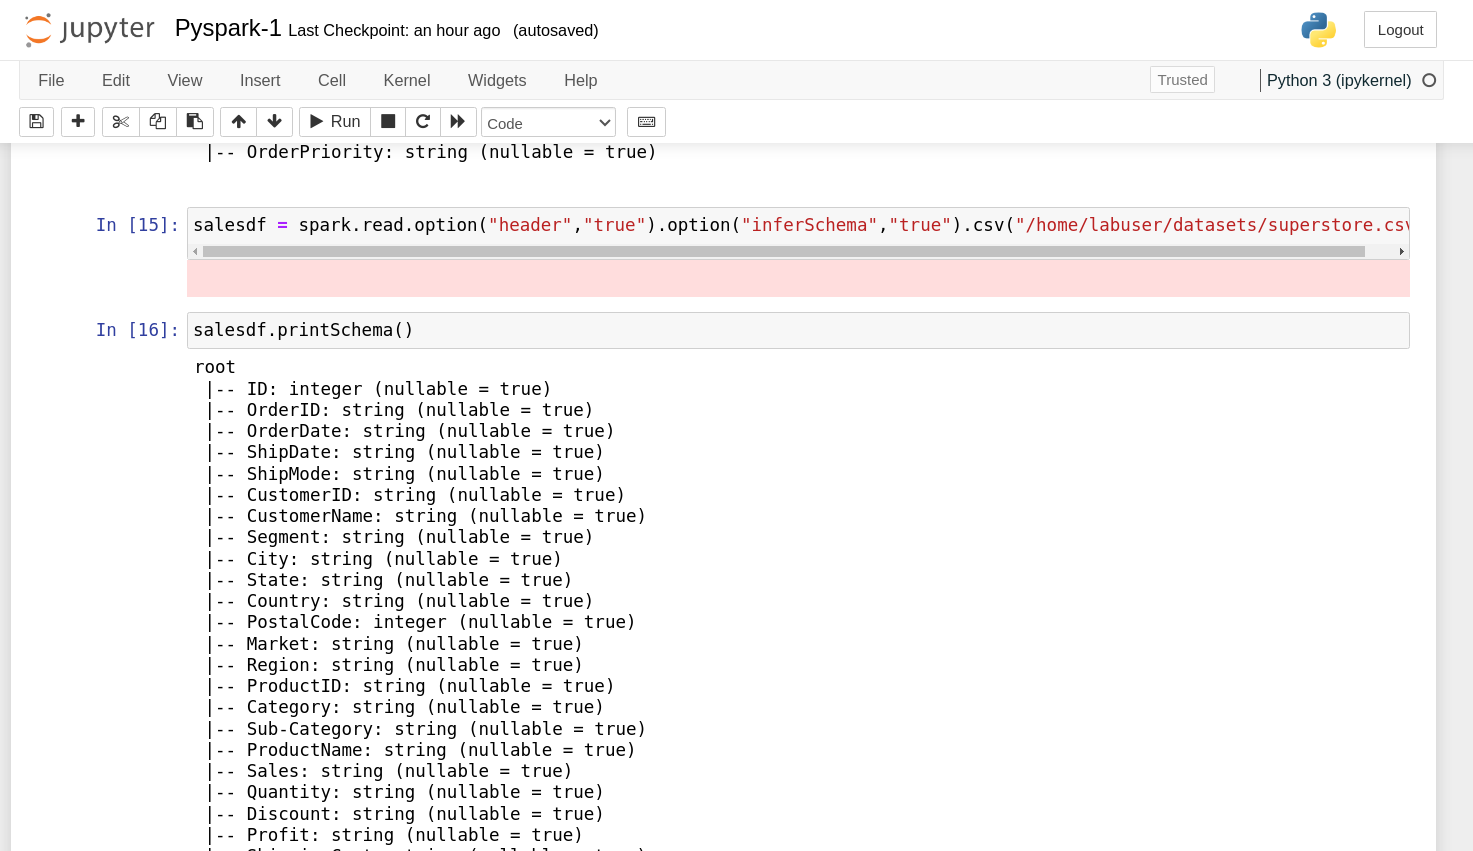 jupyter Pyspark-1 Last Checkpoint: an hour ago (autosaved)
Logout
File Edit View Insert Cell Kernel Widgets Help
Trusted
Python 3 (ipykernel)
Run
Code
|-- OrderPriority: string (nullable = true)
In [15]: salesdf = spark.read.option("header","true").option("inferSchema","true").csv("/home/labuser/datasets/superstore.csv
In [16]: salesdf.printSchema()
root
|-- ID: integer (nullable = true)
|-- OrderID: string (nullable = true)
|-- OrderDate: string (nullable = true)
|-- ShipDate: string (nullable = true)
|-- ShipMode: string (nullable = true)
|-- CustomerID: string (nullable = true)
|-- CustomerName: string (nullable = true)
|-- Segment: string (nullable = true)
|-- City: string (nullable = true)
|-- State: string (nullable = true)
|-- Country: string (nullable = true)
|-- PostalCode: integer (nullable = true)
|-- Market: string (nullable = true)
|-- Region: string (nullable = true)
|-- ProductID: string (nullable = true)
|-- Category: string (nullable = true)
|-- Sub-Category: string (nullable = true)
|-- ProductName: string (nullable = true)
|-- Sales: string (nullable = true)
|-- Quantity: string (nullable = true)
|-- Discount: string (nullable = true)
|-- Profit: string (nullable = true)